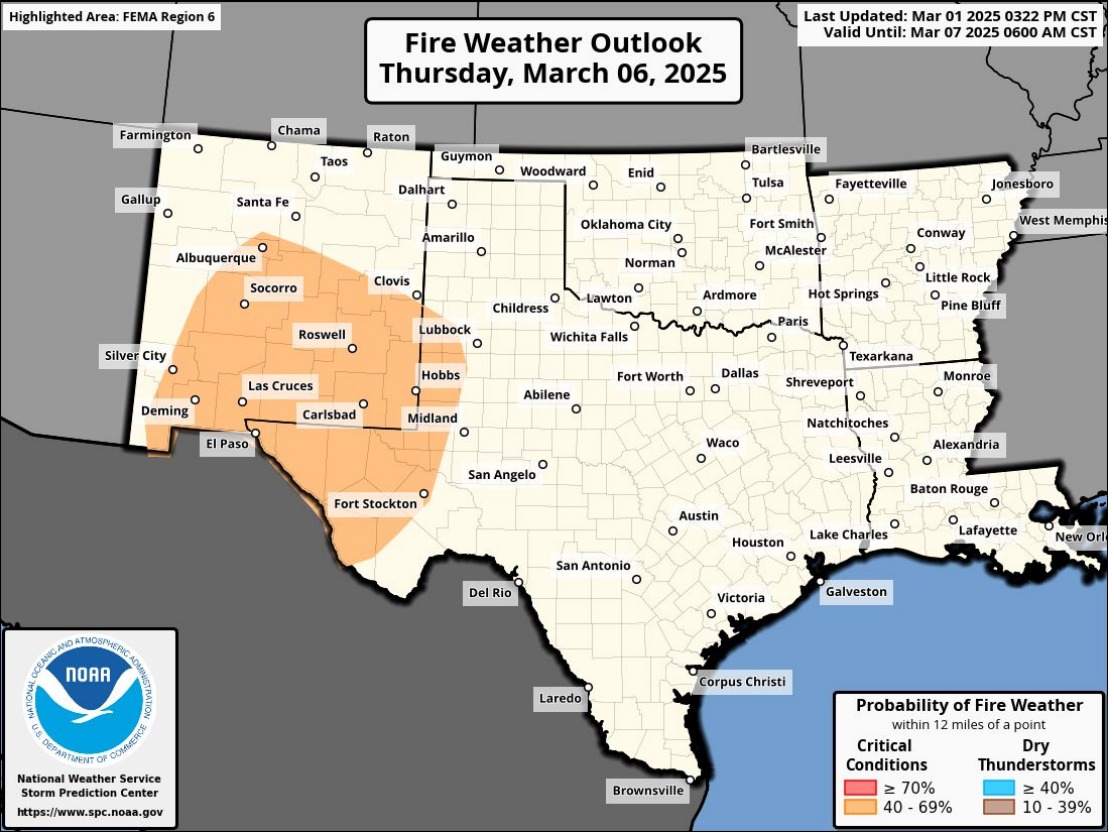 Highlighted Area: FEMA Region 6
Fire Weather Outlook
Thursday, March 06, 2025
Last Updated: Mar 01 2025 0322 PM CST
Valid Until: Mar 07 2025 0600 AM CST
Farmington
Chama
Raton
Taos
Guymon
Woodward
Enid
Bartlesville
Tulsa
Fayetteville
Jonesboro
Gallup
Santa Fe
Dalhart
Oklahoma City
Fort Smith
West Memphis
Amarillo
Conway
Albuquerque
Norman
McAlester
Little Rock
Clovis
Socorro
Childress
Lawton
Ardmore
Hot Springs
Pine Bluff
Roswell
Lubbock
Wichita Falls
Paris
Silver City
Texarkana
Hobbs
Fort Worth
Dallas
Shreveport
Monroe
Las Cruces
Abilene
Deming
Carlsbad
Midland
Natchitoches
El Paso
Waco
Alexandria
San Angelo
Leesville
Fort Stockton
Baton Rouge
Austin
Houston
Lake Charles
Lafayette
New Orl
San Antonio
Del Rio
Victoria
Galveston
Laredo
Corpus Christi
Brownsville
NATIONAL OCEANIC AND ATMOSPHERIC ADMINISTRATION
NOAA
U.S. DEPARTMENT OF COMMERCE
National Weather Service
Storm Prediction Center
https://www.spc.noaa.gov
Probability of Fire Weather
within 12 miles of a point
Critical
Conditions
≥ 70%
40 - 69%
Dry
Thunderstorms
≥ 40%
10 - 39%